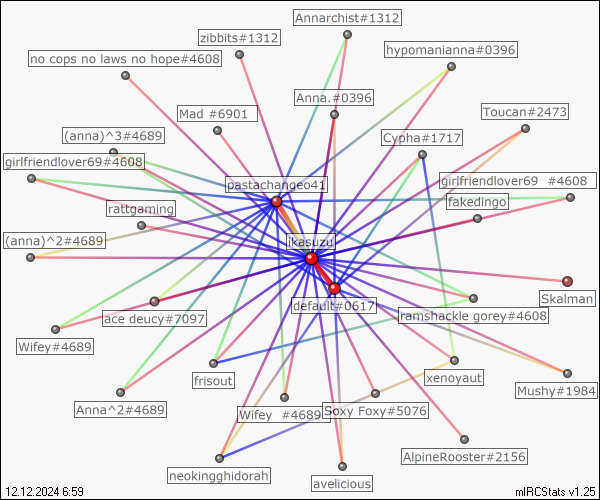 Annarchist#1312
zibbits#1312
hypomanianna#0396
no cops no laws no hope#4608
Anna.#0396
Mad #6901
Toucan#2473
(anna)^3#4689
Cypha#1717
girlfriendlover69#4608
pastachangeo41
girlfriendlover69 #4608
rattgaming
fakedingo
(anna)^2#4689
ikasuzu
Skalman
default#0617
ace deucy#7097
ramshackle gorey#4608
Wifey#4689
frisout
xenoyaut
Mushy#1984
Anna^2#4689
Wifey #4689
Soxy Foxy#5076
AlpineRooster#2156
neokingghidorah
avelicious
12.12.2024 6:59
mIRCStats v1.25